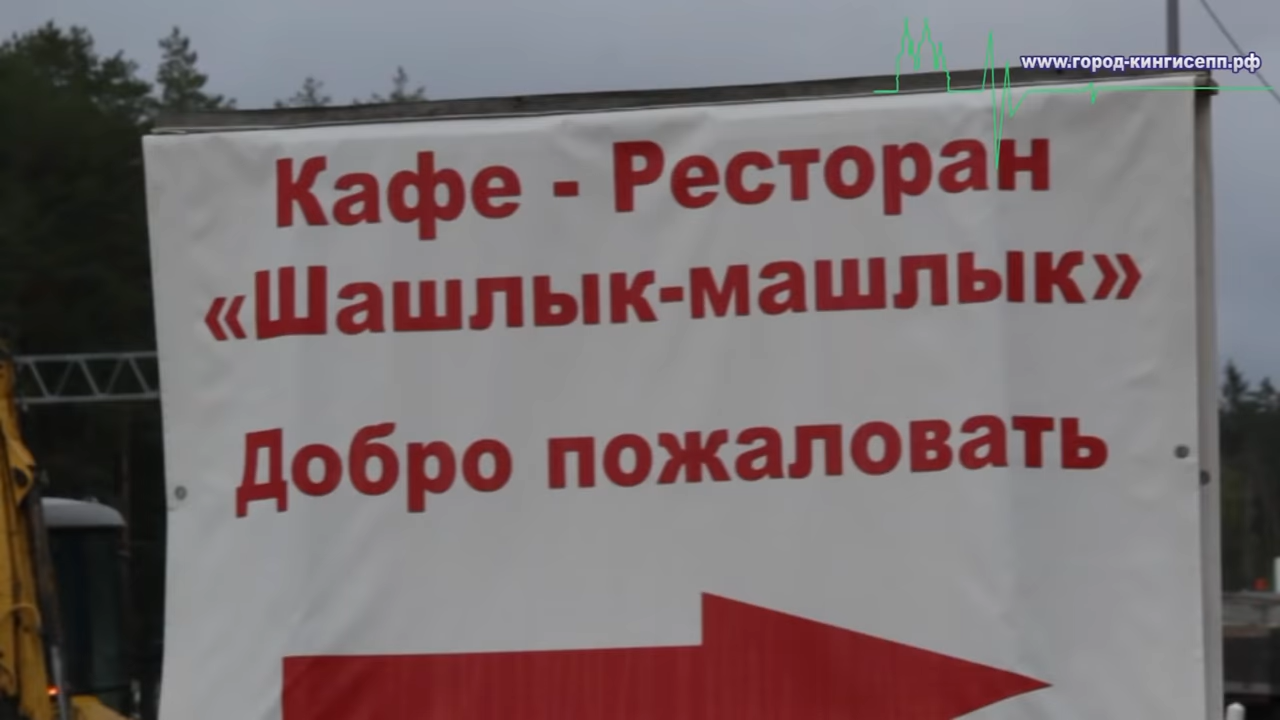 www.город-кингисепп.рф
Кафе - Ресторан
«Шашлык-машлык»
Добро пожаловать